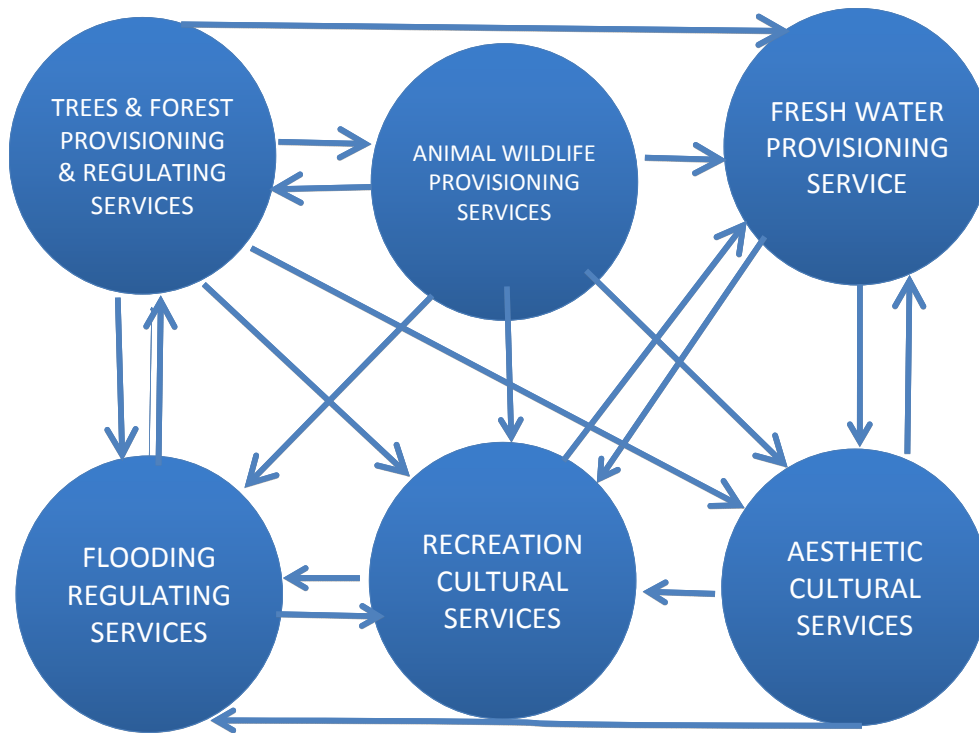 TREES & FOREST
PROVISIONING
& REGULATING
SERVICES
ANIMAL WILDLIFE
PROVISIONING
SERVICES
FRESH WATER
PROVISIONING
SERVICE
FLOODING
REGULATING
SERVICES
RECREATION
CULTURAL
SERVICES
AESTHETIC
CULTURAL
SERVICES